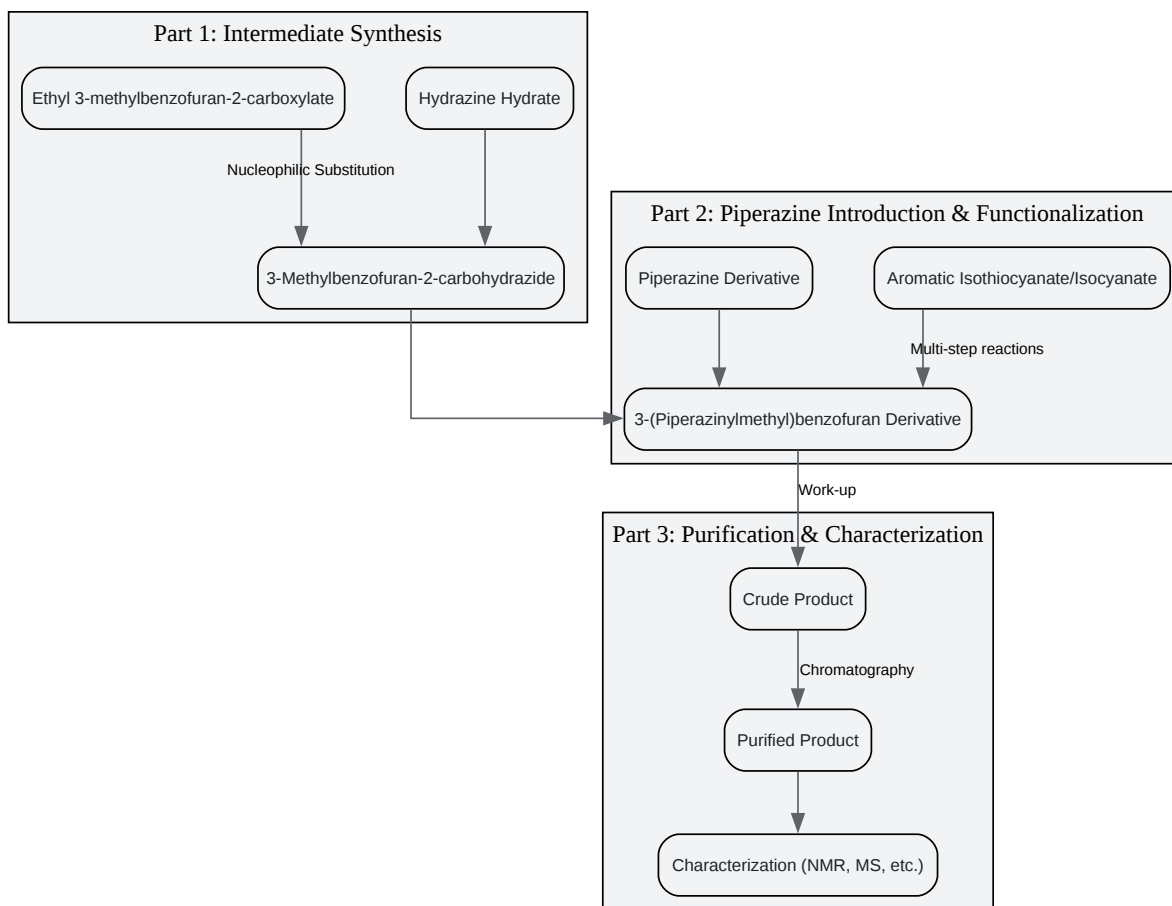 Part 1: Intermediate Synthesis
Ethyl 3-methylbenzofuran-2-carboxylate
Hydrazine Hydrate
Nucleophilic Substitution
3-Methylbenzofuran-2-carbohydrazide
Part 2: Piperazine Introduction & Functionalization
Piperazine Derivative
Aromatic Isothiocyanate/Isocyanate
Multi-step reactions
3-(Piperazinylmethyl)benzofuran Derivative
Work-up
Part 3: Purification & Characterization
Crude Product
Chromatography
Purified Product
Characterization (NMR, MS, etc.)